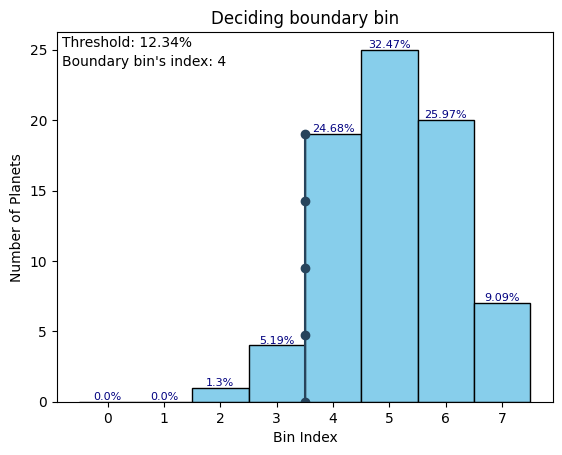 Deciding boundary bin
Threshold: 12.34%
Boundary bin's index: 4
32.47%
24.68%
25.97%
9.09%
5.19%
1.3%
0.0%
0.0%
25
20
15
10
5
0
Number of Planets
0 1 2 3 4 5 6 7
Bin Index